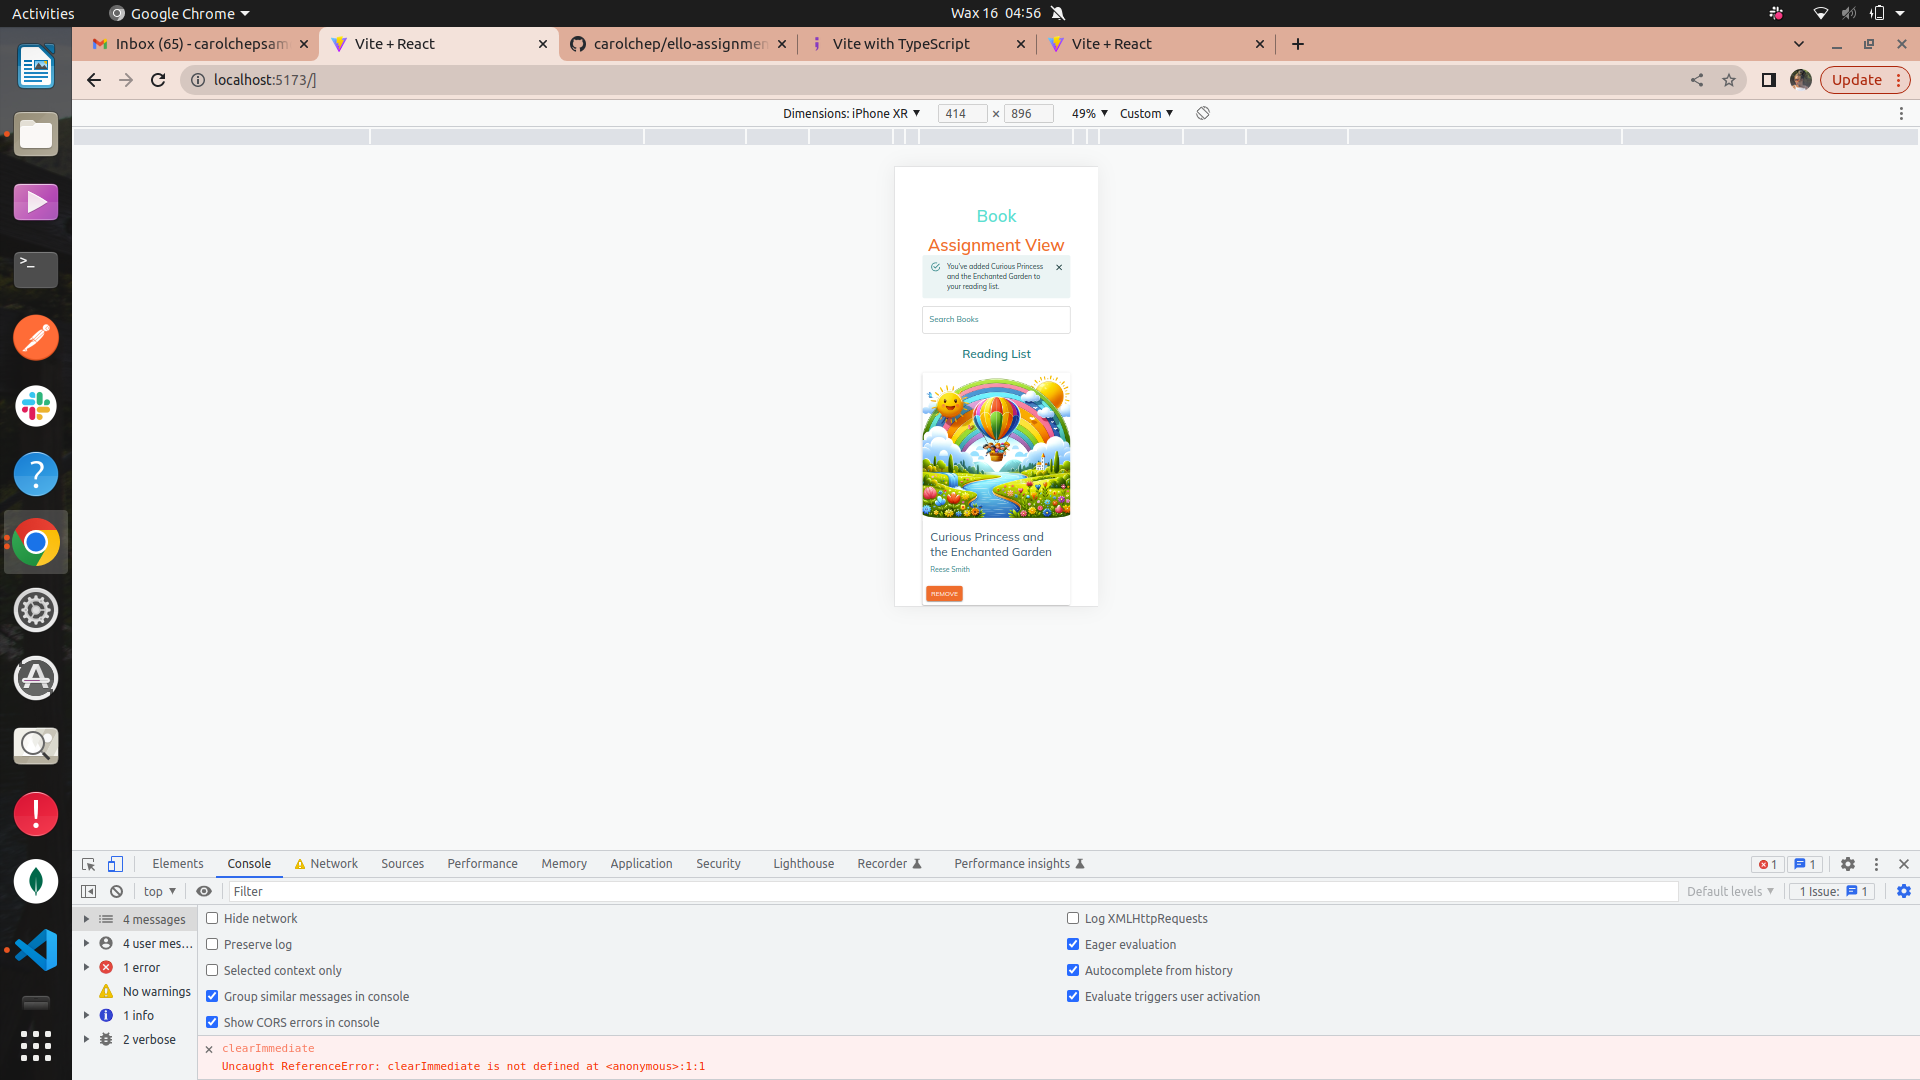 Activities
Google Chrome
Wax 16 04:56
Inbox (65) - carolchepsam
Vite + React
carolchep/ello-assignmen
Vite with TypeScript
Vite + React
localhost:5173/]
Update
Dimensions: iPhone XR
414 × 896
49%
Custom
Book
Assignment View
You've added Curious Princess
and the Enchanted Garden to
your reading list.
Search Books
Reading List
Curious Princess and
the Enchanted Garden
Reese Smith
REMOVE
Elements
Console
Network
Sources
Performance
Memory
Application
Security
Lighthouse
Recorder
Performance insights
1
1
top
Filter
Default levels
1 Issue: 1
4 messages
4 user mes...
1 error
No warnings
1 info
2 verbose
Hide network
Preserve log
Selected context only
Group similar messages in console
Show CORS errors in console
Log XMLHttpRequests
Eager evaluation
Autocomplete from history
Evaluate triggers user activation
clearImmediate
Uncaught ReferenceError: clearImmediate is not defined at <anonymous>:1:1